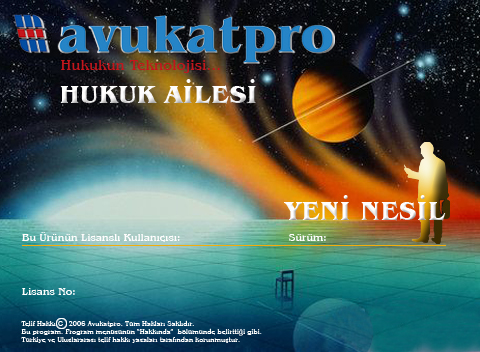 avukatpro
Hukukun Teknolojisi...
HUKUK AİLESİ
YENİ NESİL
Bu Ürünün Lisanslı Kullanıcısı: Sürüm:
Lisans No:
Telif Hakkı © 2006 Avukatpro. Tüm Hakları Saklıdır.
Bu program, Program menüsünün "Hakkında" bölümünde belirtiği gibi,
Türkiye ve Uluslararası telif hakkı yasaları tarafından korunmuştur.